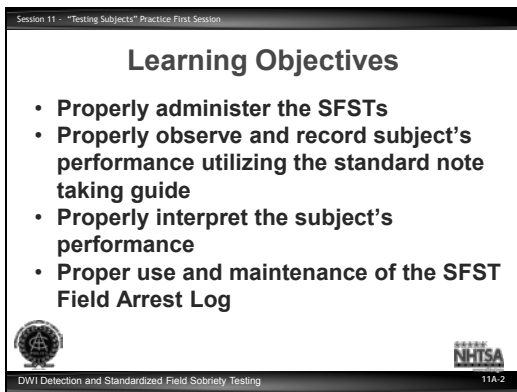 Session 11 - "Testing Subjects" Practice First Session
Learning Objectives
• Properly administer the SFSTs
• Properly observe and record subject's
performance utilizing the standard note
taking guide
• Properly interpret the subject's
performance
• Proper use and maintenance of the SFST
Field Arrest Log
NHTSA
DWI Detection and Standardized Field Sobriety Testing
11A-2